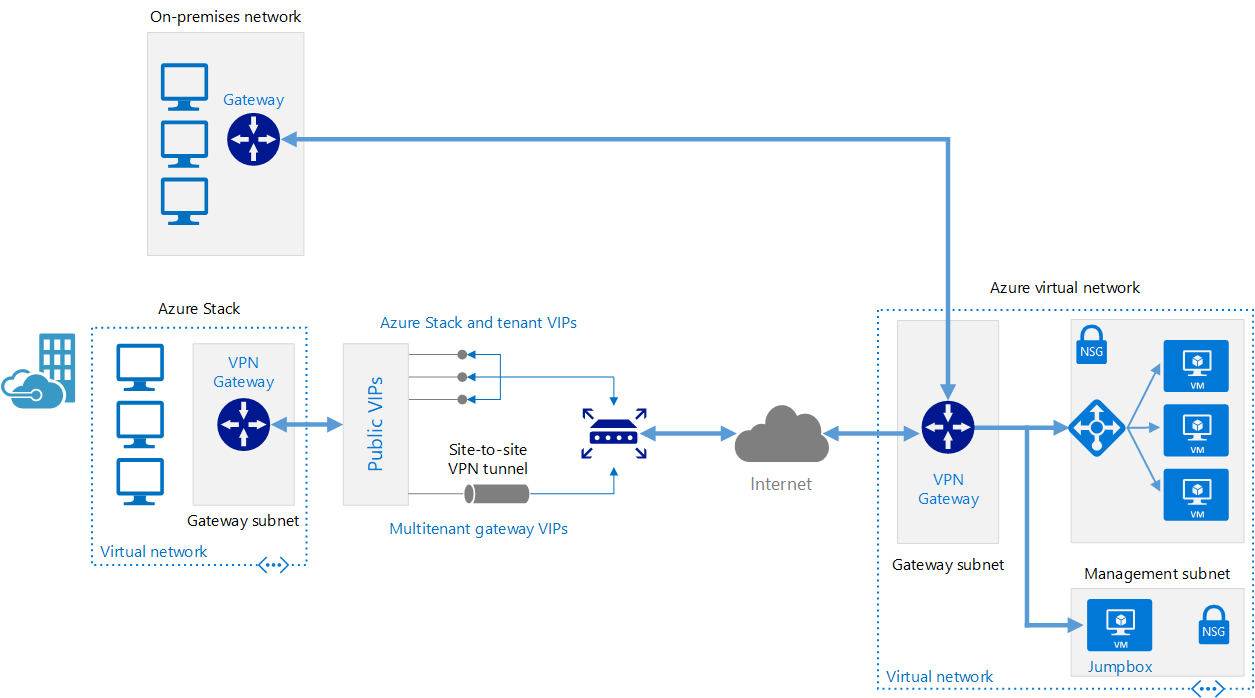 On-premises network
Gateway
Azure Stack
VPN
Gateway
Gateway subnet
Virtual network
Public VIPs
Azure Stack and tenant VIPs
Site-to-site
VPN tunnel
Multitenant gateway VIPs
Internet
Azure virtual network
VPN
Gateway
Gateway subnet
NSG
VM
VM
VM
Management subnet
VM
Jumpbox
NSG
Virtual network